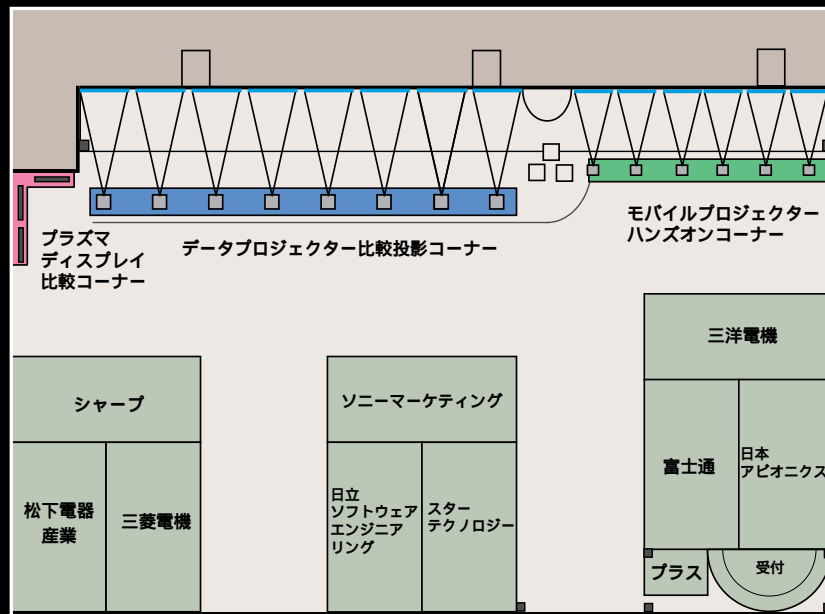 プラズマ
ディスプレイ
比較コーナー
データプロジェクター比較投影コーナー
モバイルプロジェクター
ハンズオンコーナー
シャープ
松下電器
産業
三菱電機
ソニーマーケティング
日立
ソフトウェア
エンジニア
リング
スター
テクノロジー
三洋電機
富士通
日本
アビオニクス
プラス
受付